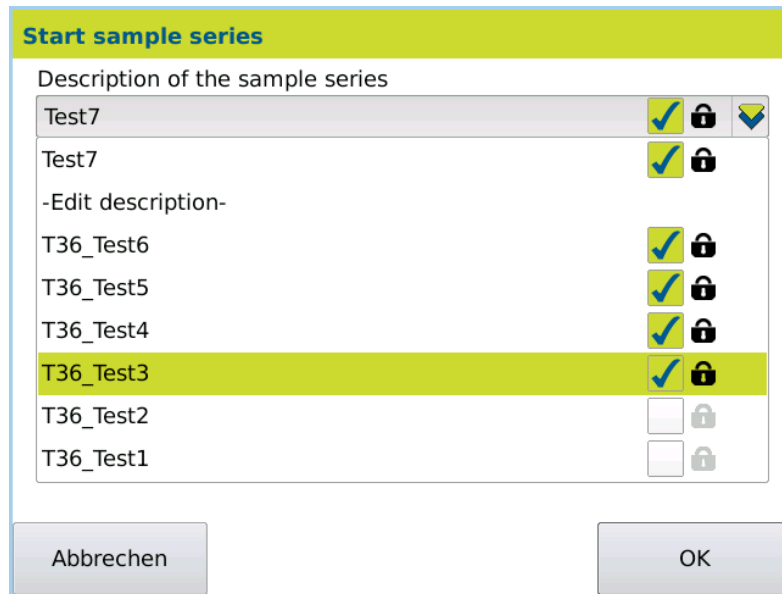 Start sample series
Description of the sample series
Test7
Test7
-Edit description-
T36_Test6
T36_Test5
T36_Test4
T36_Test3
T36_Test2
T36_Test1
Abbrechen OK